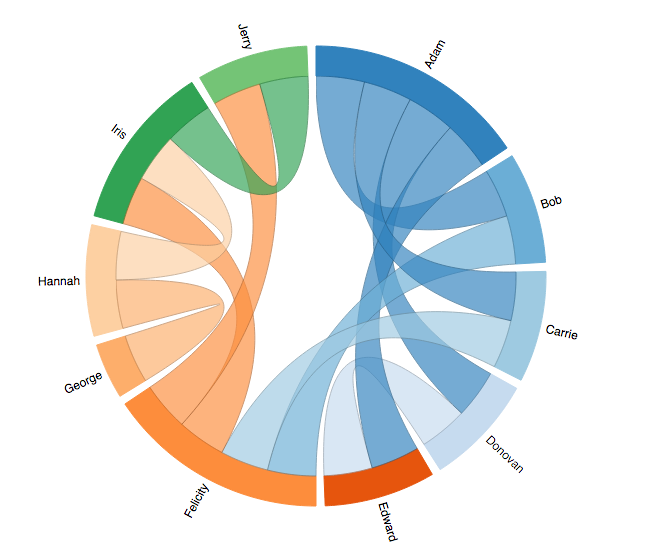 Adam
Bob
Carrie
Donovan
Edward
Felicity
George
Hannah
Iris
Jerry